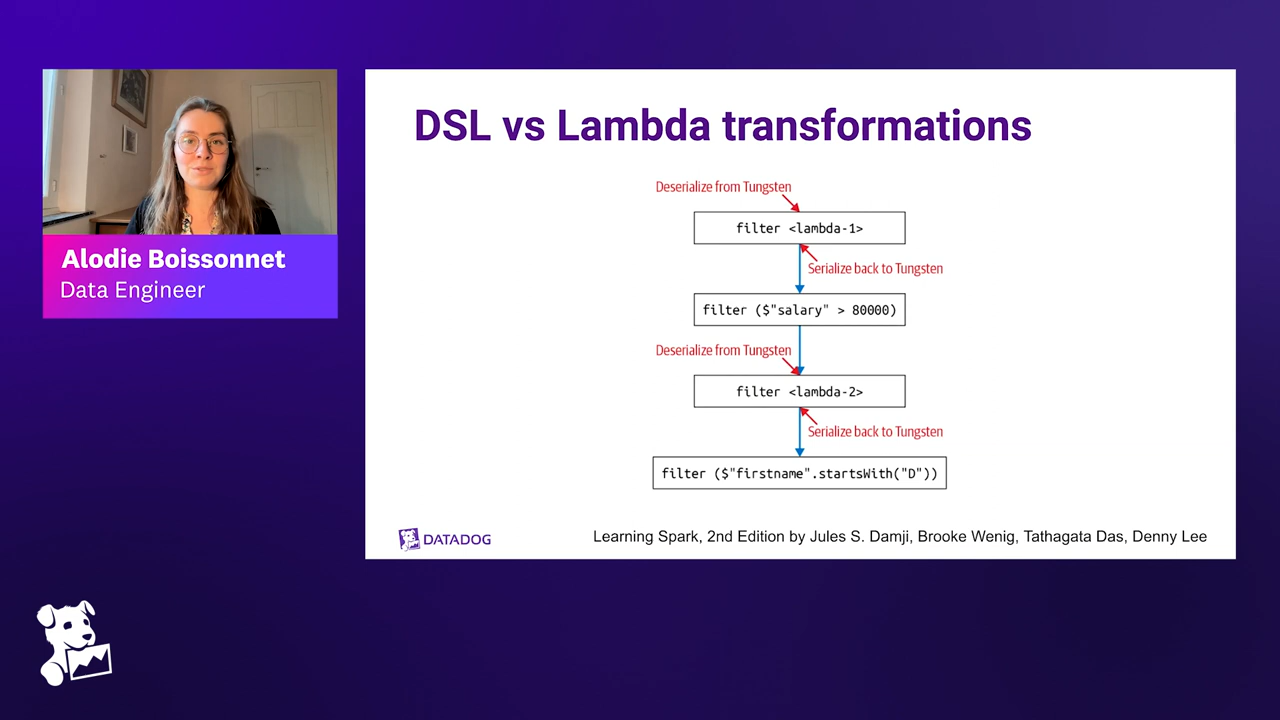 Alodie Boissonnet
Data Engineer
DSL vs Lambda transformations
Deserialize from Tungsten
filter <lambda-1>
Serialize back to Tungsten
filter ($"salary" > 80000)
Deserialize from Tungsten
filter <lambda-2>
Serialize back to Tungsten
filter ($"firstname".startsWith("D"))
DATADOG
Learning Spark, 2nd Edition by Jules S. Damji, Brooke Wenig, Tathagata Das, Denny Lee